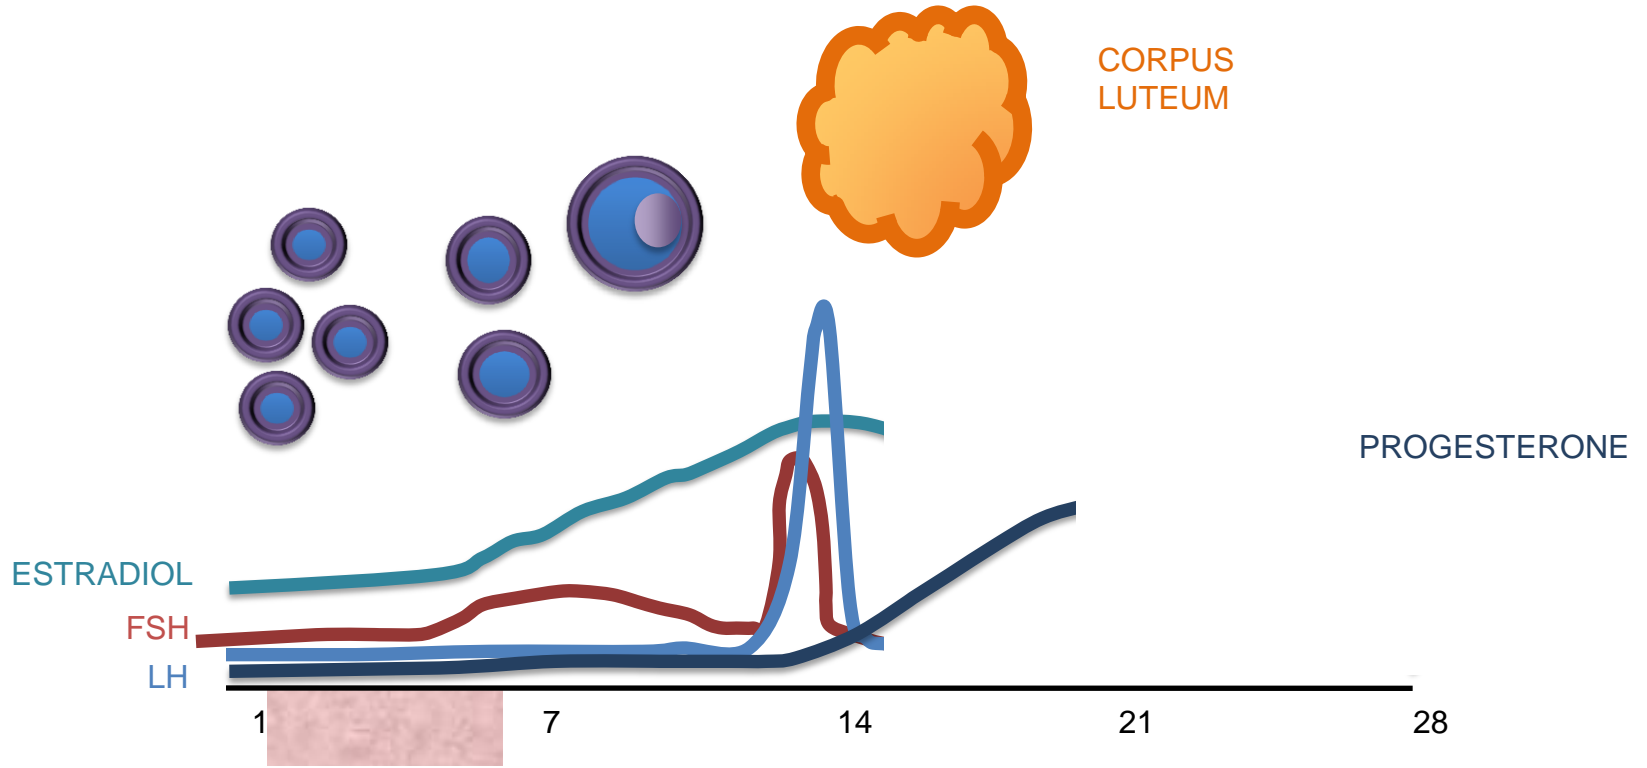 CORPUS
LUTEUM
PROGESTERONE
ESTRADIOL
FSH
LH
1 7 14 21 28